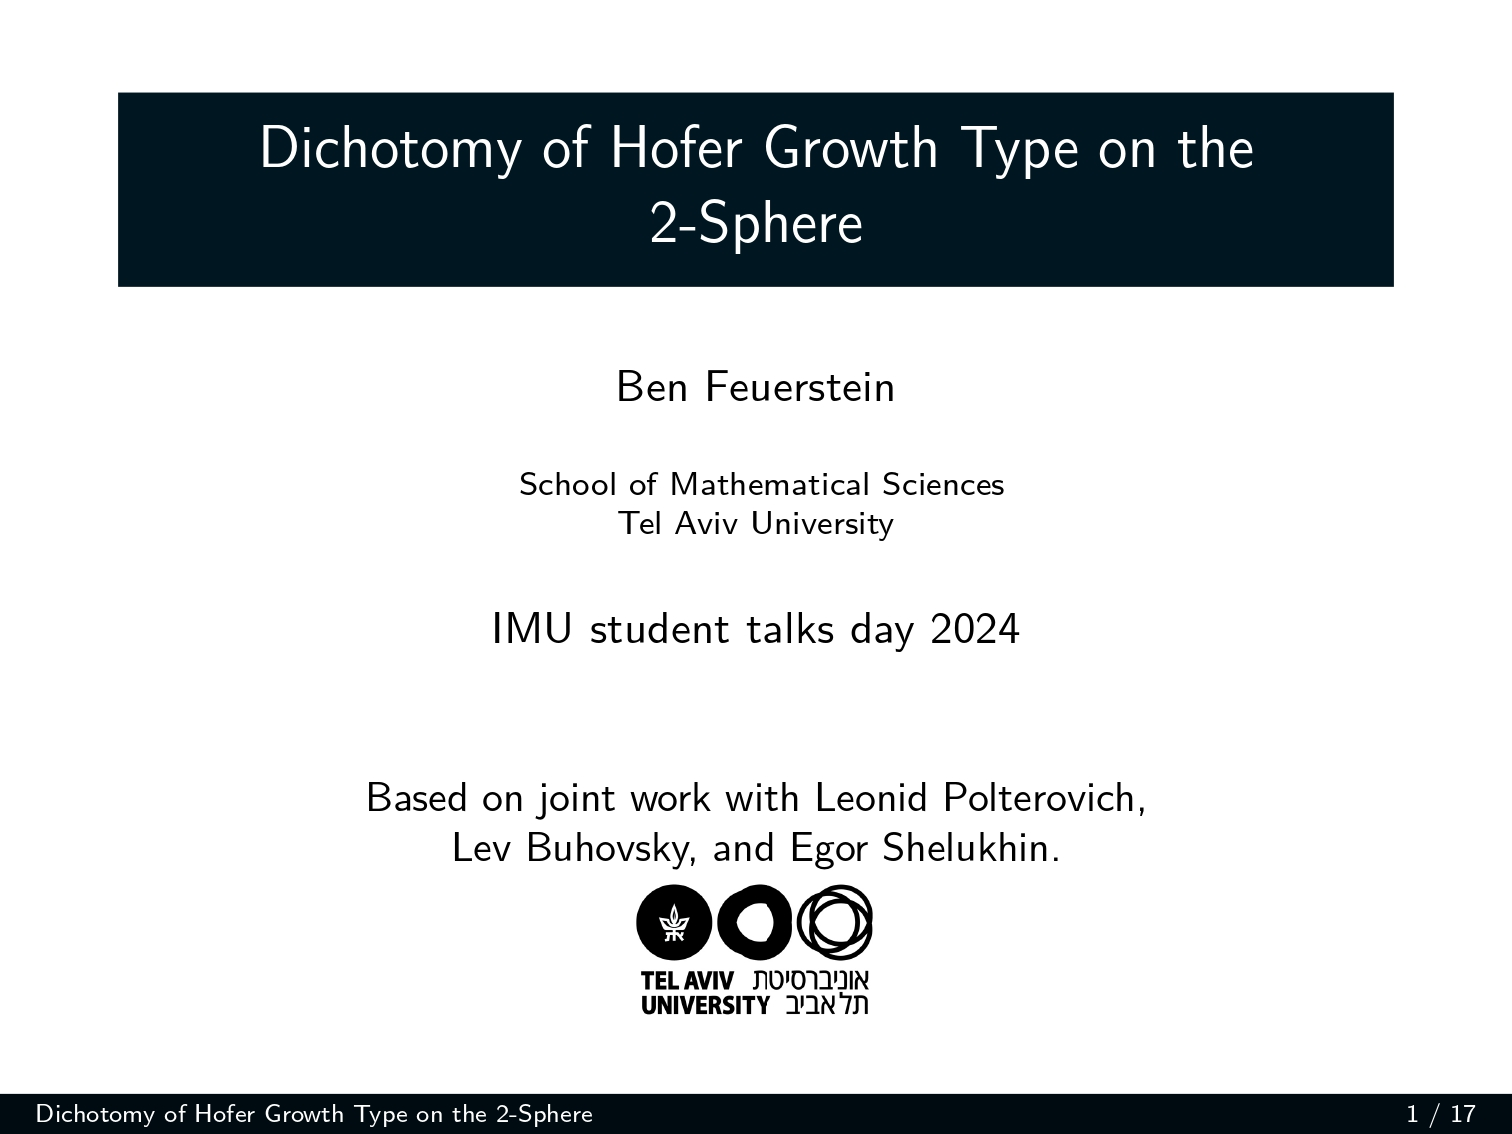 Dichotomy of Hofer Growth Type on the
2-Sphere
Ben Feuerstein
School of Mathematical Sciences
Tel Aviv University
IMU student talks day 2024
Based on joint work with Leonid Polterovich,
Lev Buhovsky, and Egor Shelukhin.
TEL AVIV אוניברסיטת
UNIVERSITY תל אביב
Dichotomy of Hofer Growth Type on the 2-Sphere 1 / 17